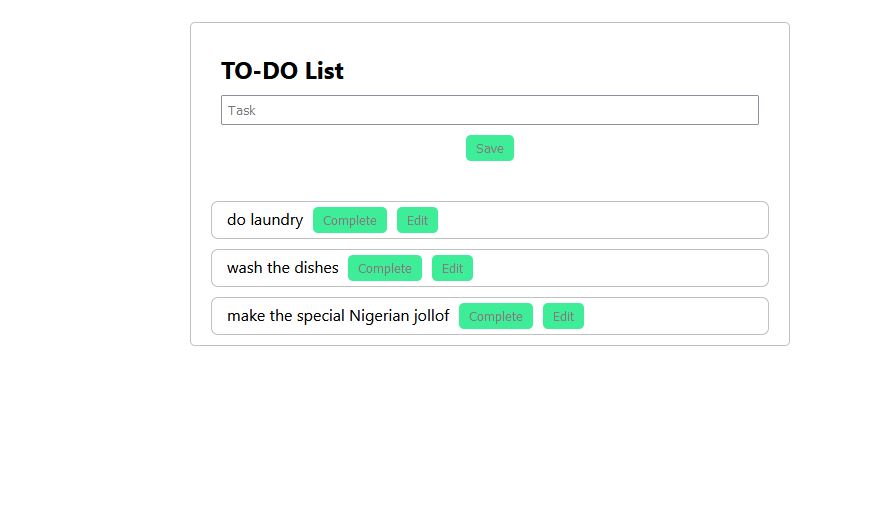 TO-DO List
Task
Save
do laundry Complete Edit
wash the dishes Complete Edit
make the special Nigerian jollof Complete Edit